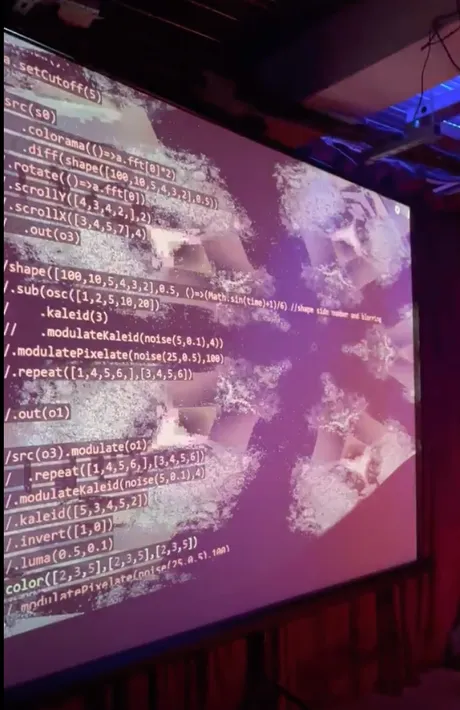 a.setCutoff(5)
src(s0)
.colorama(()=>a.fft[0]*2)
.diff(shape([100,10,5,4,3,2],0.5))
.rotate(()=>a.fft[0])
.scrollY([4,3,4,2,],2)
.scrollX([3,4,5,7],4)
/ .out(o3)
/shape([100,10,5,4,3,2],0.5, ()=>(Math.sin(time)+1)/6) //shape side number and blurring
/.sub(osc([1,2,5,10,20])
/ .kaleid(3)
// .modulateKaleid(noise(5,0.1),4))
/.modulatePixelate(noise(25,0.5),100)
/.repeat([1,4,5,6,],[3,4,5,6])
/.out(o1)
/src(o3).modulate(o1)
/ .repeat([1,4,5,6,],[3,4,5,6])
/.modulateKaleid(noise(5,0.1),4)
/.kaleid([5,3,4,5,2])
/.invert([1,0])
/.luma(0.5,0.1)
color([2,3,5],[2,3,5],[2,3,5])
/.modulatePixelate(noise(25,0.5),100)